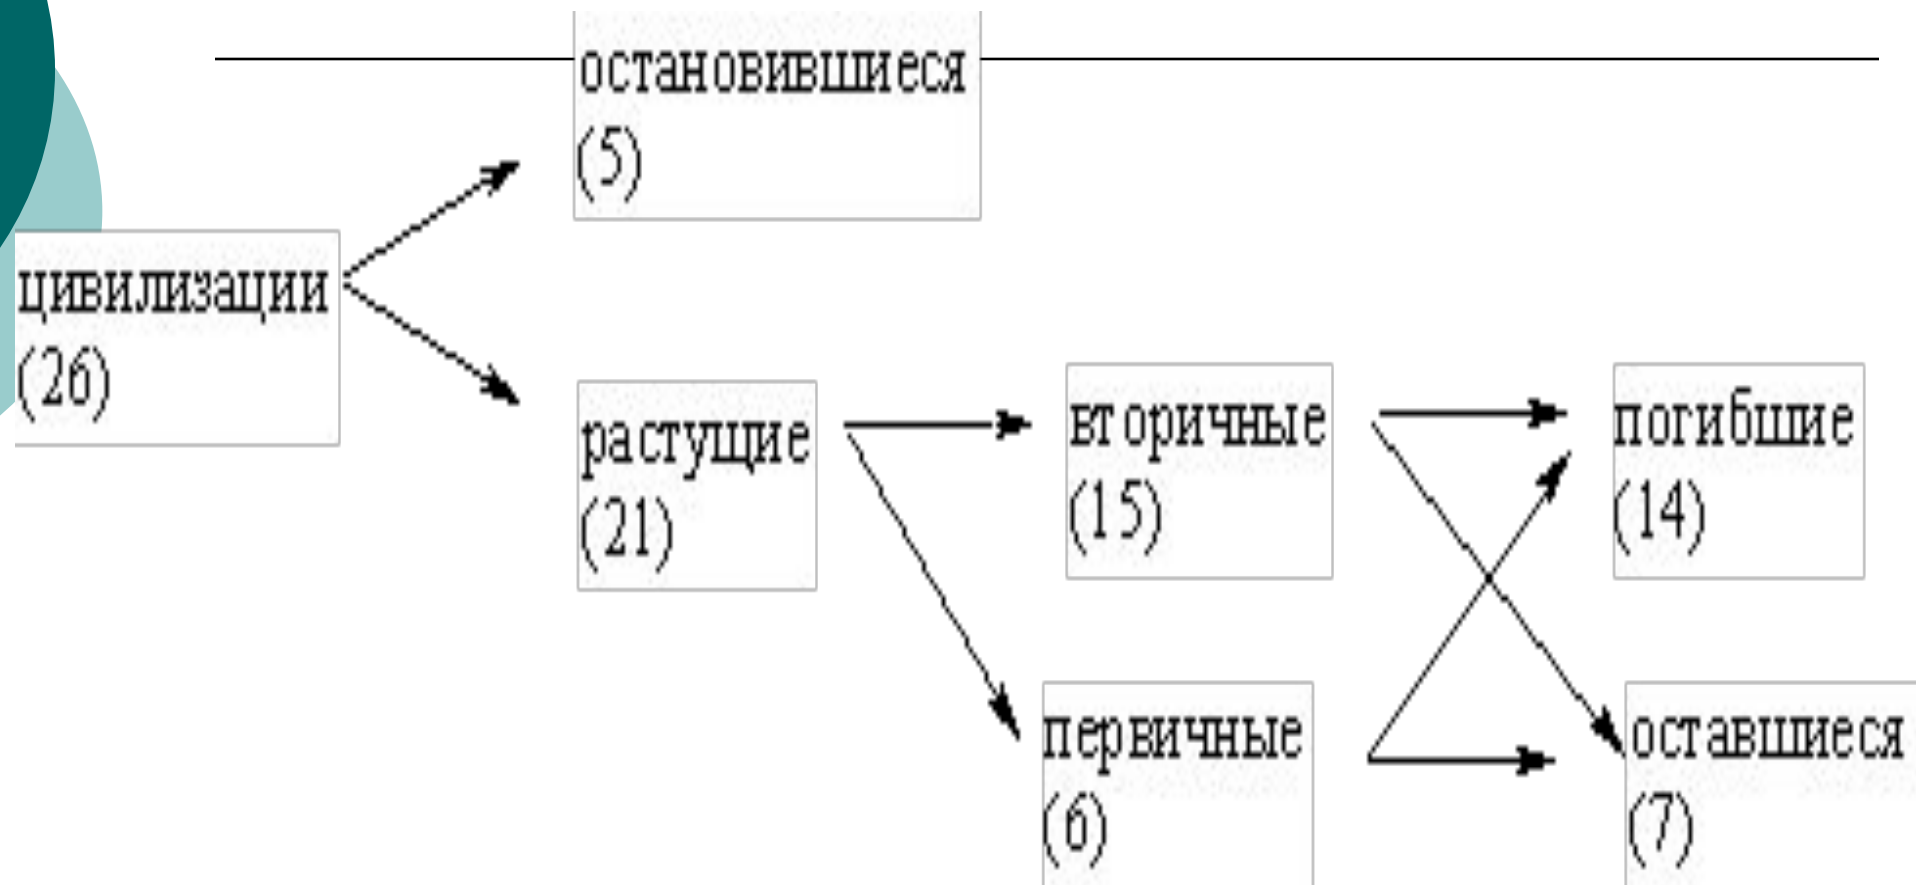 остановившиеся
(5)
цивилизации
(26)
растущие
(21)
вторичные
(15)
погибшие
(14)
первичные
(6)
оставшиеся
(7)